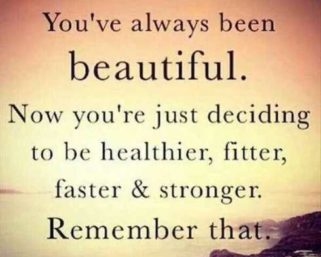 You've always been
beautiful.
Now you're just deciding
to be healthier, fitter,
faster & stronger.
Remember that.